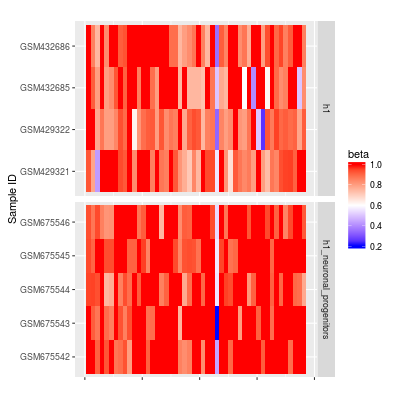 GSM432686
GSM432685
GSM429322
GSM429321
h1
GSM675546
GSM675545
GSM675544
GSM675543
GSM675542
h1_neuronal_progenitors
Sample ID
beta
1.0
0.8
0.6
0.4
0.2